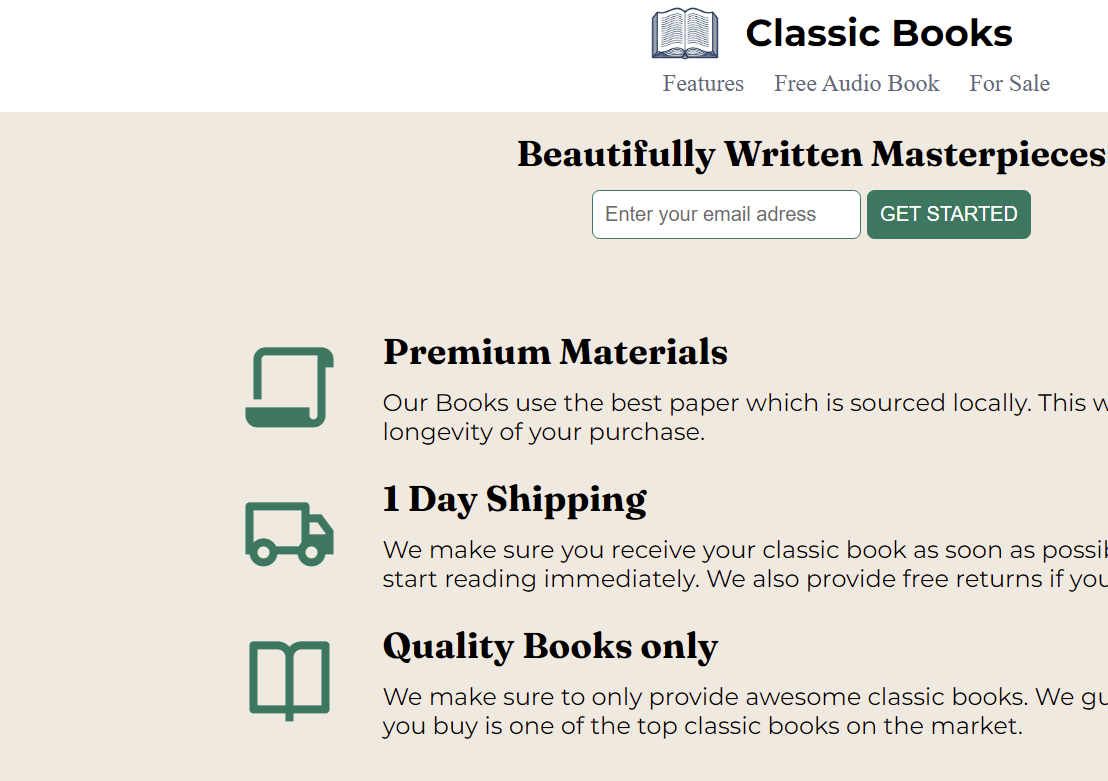 Classic Books
Features Free Audio Book For Sale
Beautifully Written Masterpieces
Enter your email adress GET STARTED
Premium Materials
Our Books use the best paper which is sourced locally. This
longevity of your purchase.
1 Day Shipping
We make sure you receive your classic book as soon as
start reading immediately. We also provide free returns if
Quality Books only
We make sure to only provide awesome classic books. We
you buy is one of the top classic books on the market.